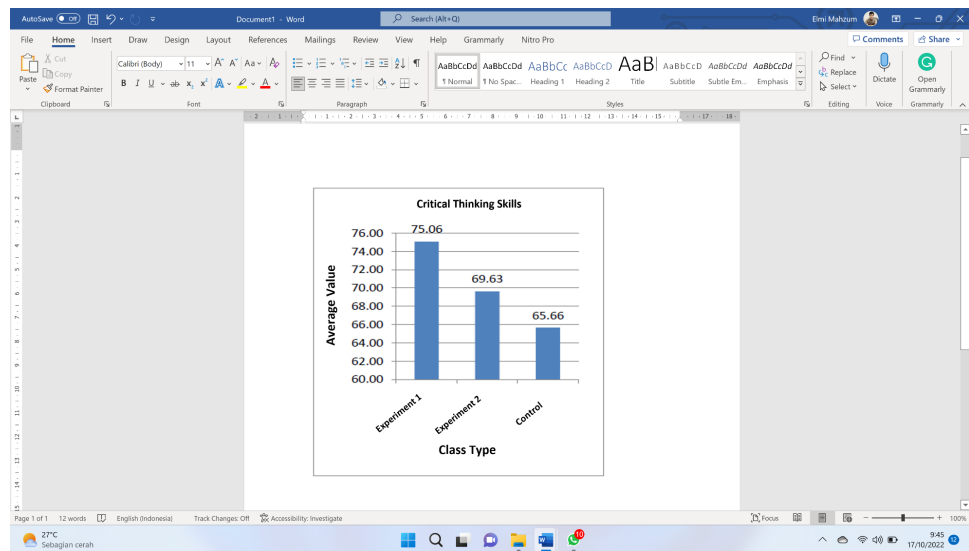 AutoSave Off
Document1 - Word
Search (Alt+Q)
Elmi Mahzum
File Home Insert Draw Design Layout References Mailings Review View Help Grammarly Nitro Pro
Comments Share
Paste
Cut
Copy
Format Painter
Calibri (Body) 11
AaBbCcDd AaBbCcDd AaBbCc AaBbCcD AaB AaBbCcD AaBbCcDd AaBbCcDd
¶ Normal ¶ No Spac... Heading 1 Heading 2 Title Subtitle Subtle Em... Emphasis
Find
Replace
Select
Dictate
Open Grammarly
Clipboard Font Paragraph Styles Editing Voice Grammarly
Critical Thinking Skills
Average Value
76.00
74.00
72.00
70.00
68.00
66.00
64.00
62.00
60.00
75.06
69.63
65.66
Experiment 1
Experiment 2
Control
Class Type
Page 1 of 1 12 words English (Indonesia) Track Changes: Off Accessibility: Investigate
Focus
100%
27°C
Sebagian cerah
10
9:45
17/10/2022
12